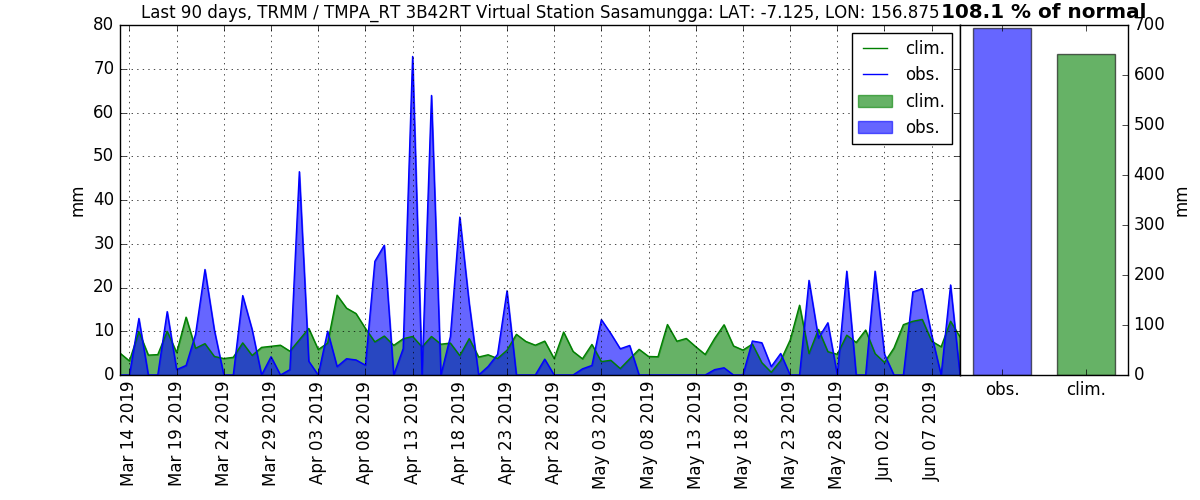 Last 90 days, TRMM / TMPA_RT 3B42RT Virtual Station Sasamungga: LAT: -7.125, LON: 156.875
108.1 % of normal
80
70
60
50
40
30
20
10
0
mm
clim.
obs.
clim.
obs.
Mar 14 2019
Mar 19 2019
Mar 24 2019
Mar 29 2019
Apr 03 2019
Apr 08 2019
Apr 13 2019
Apr 18 2019
Apr 23 2019
Apr 28 2019
May 03 2019
May 08 2019
May 13 2019
May 18 2019
May 23 2019
May 28 2019
Jun 02 2019
Jun 07 2019
700
600
500
400
300
200
100
0
mm
obs.
clim.